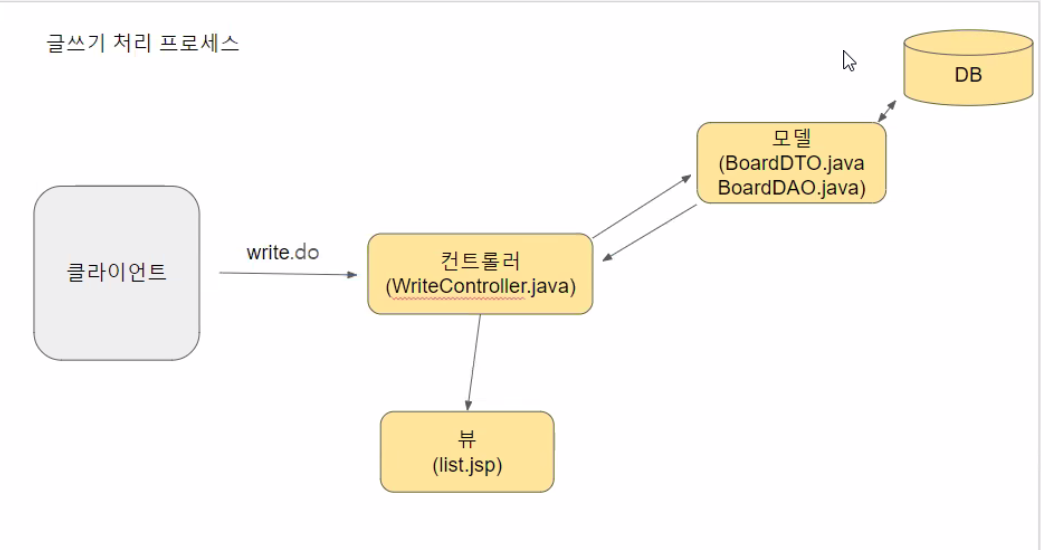 글쓰기 처리 프로세스
DB
모델
(BoardDTO.java
BoardDAO.java)
write.do
클라이언트
컨트롤러
(WriteController.java)
뷰
(list.jsp)